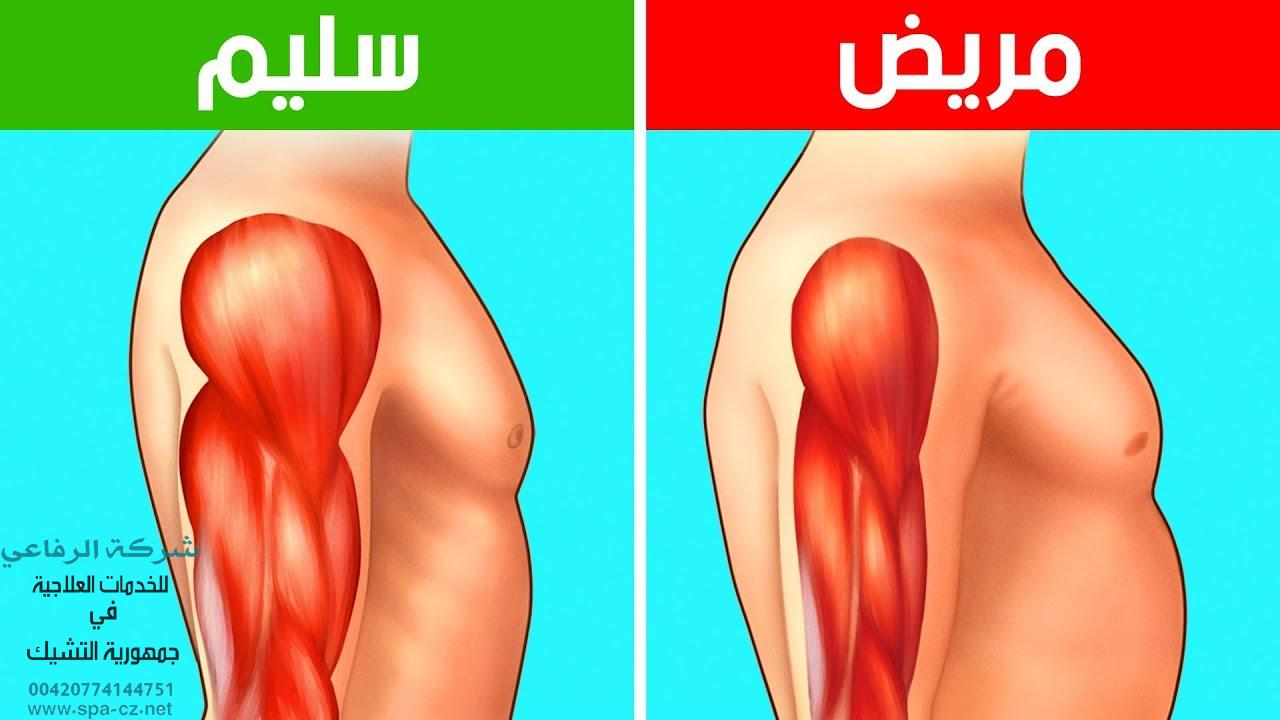 مريض
سليم
شركة الرفاعي
للخدمات العلاجية
في
جمهورية التشيك
00420774144751
www.spa-cz.net